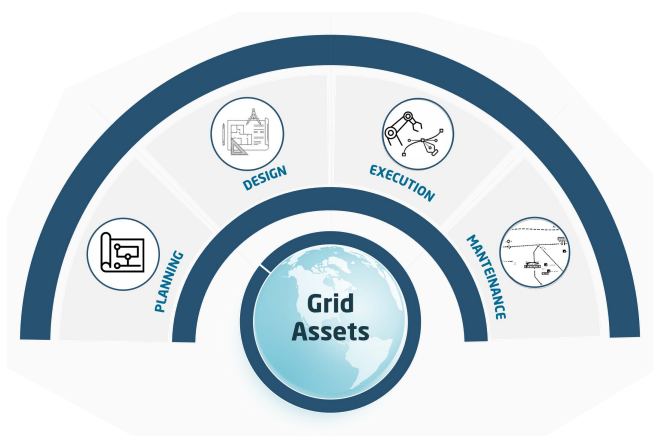 PLANNING
DESIGN
EXECUTION
MANTEINANCE
Grid
Assets